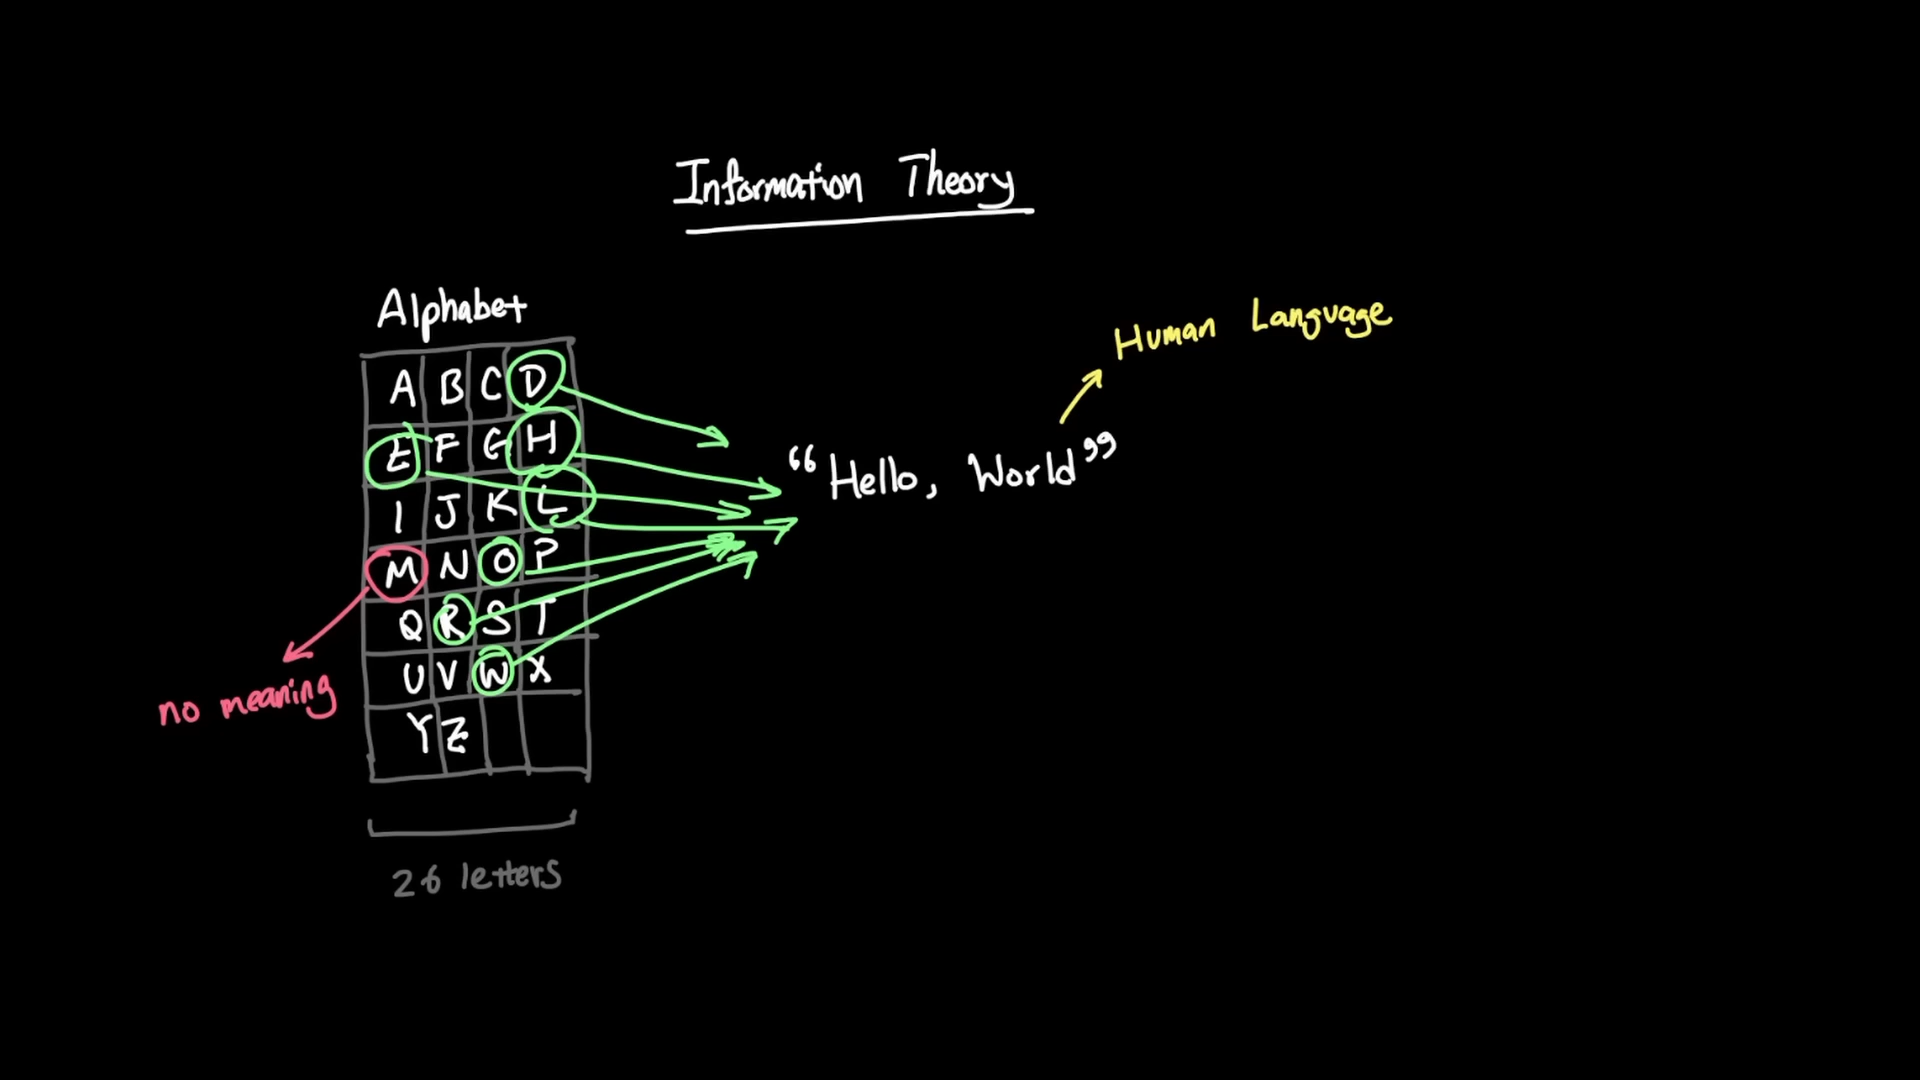 Information Theory
Alphabet
Human Language
A B C D
E F G H
I J K L
M N O P
Q R S T
U V W X
Y Z
“Hello, World”
no meaning
26 letters